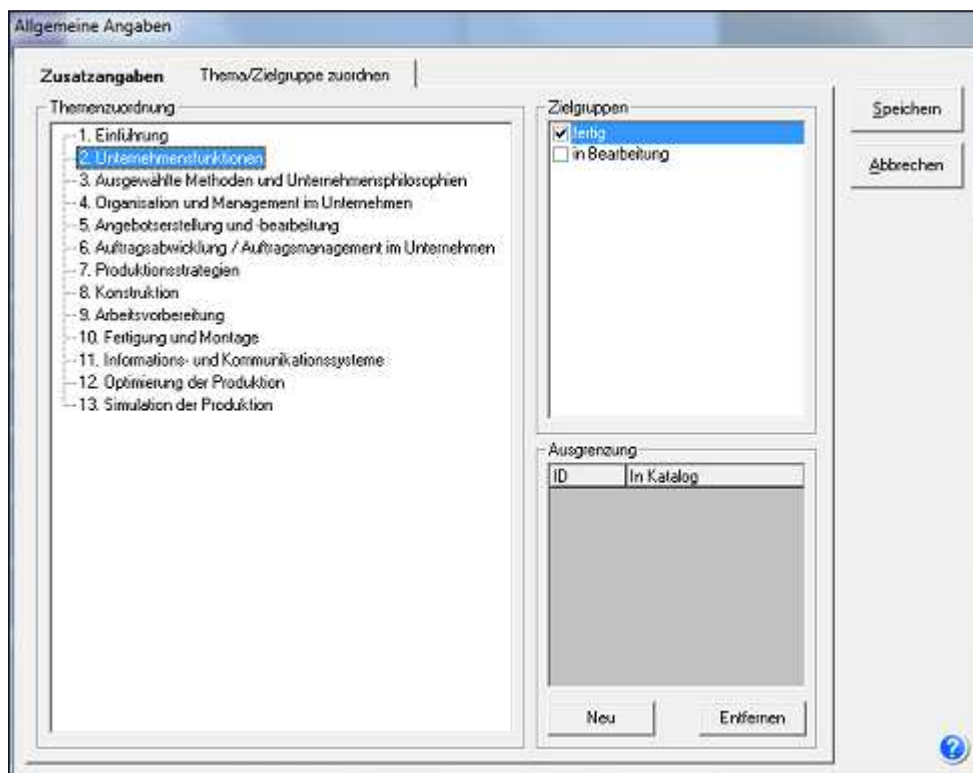 Allgemeine Angaben
Zusatzangaben Thema/Zielgruppe zuordnen
Themenzuordnung
1. Einführung
2. Unternehmensfunktionen
3. Ausgewählte Methoden und Unternehmensphilosophien
4. Organisation und Management im Unternehmen
5. Angebotserstellung und -bearbeitung
6. Auftragsabwicklung / Auftragsmanagement im Unternehmen
7. Produktionsstrategien
8. Konstruktion
9. Arbeitsvorbereitung
10. Fertigung und Montage
11. Informations- und Kommunikationssysteme
12. Optimierung der Produktion
13. Simulation der Produktion
Zielgruppen
fertig
in Bearbeitung
Ausgrenzung
ID In Katalog
Neu Entfernen
Speichern
Abbrechen
?